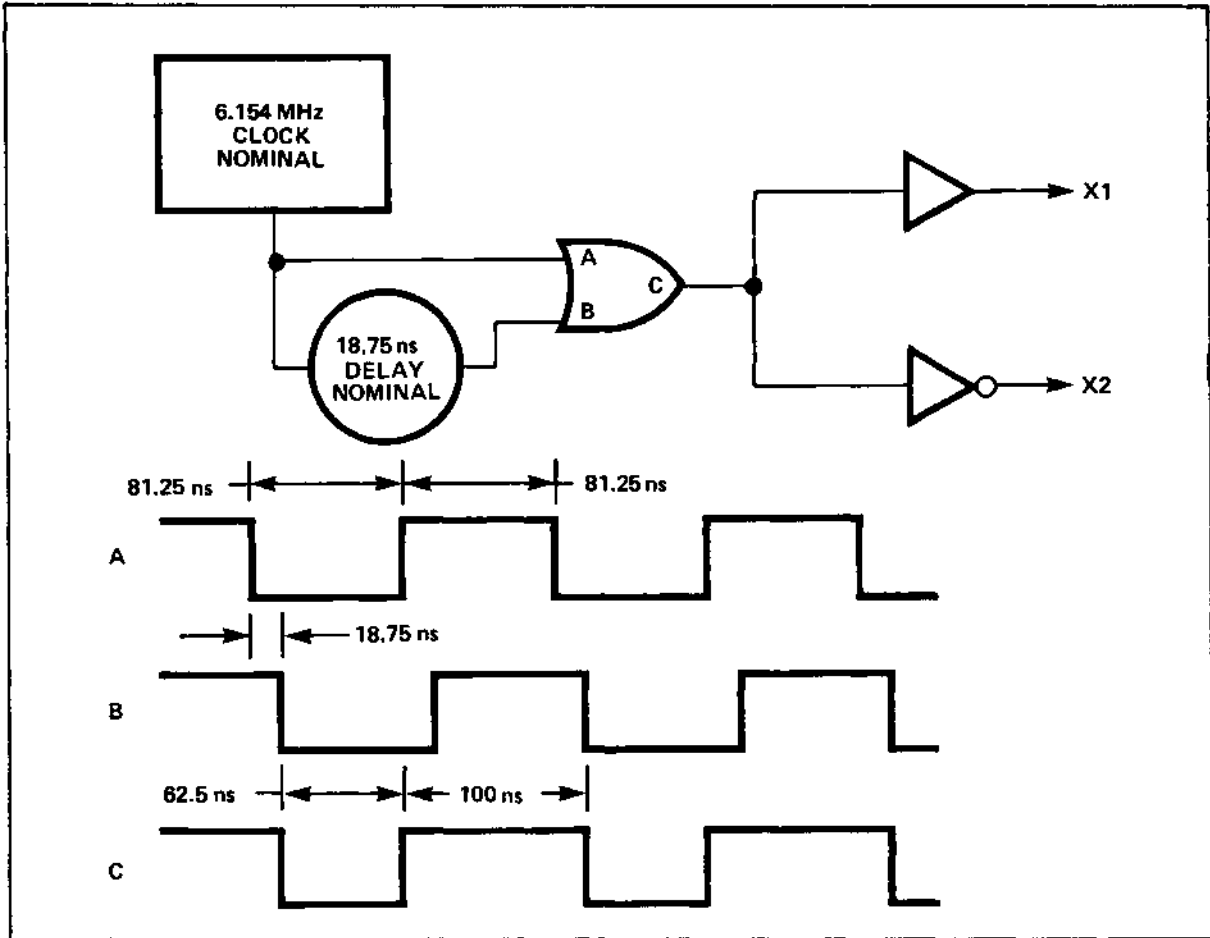 6.154 MHz
CLOCK
NOMINAL
X1
A
C
B
18.75 ns
DELAY
NOMINAL
X2
81.25 ns
81.25 ns
A
18.75 ns
B
62.5 ns
100 ns
C